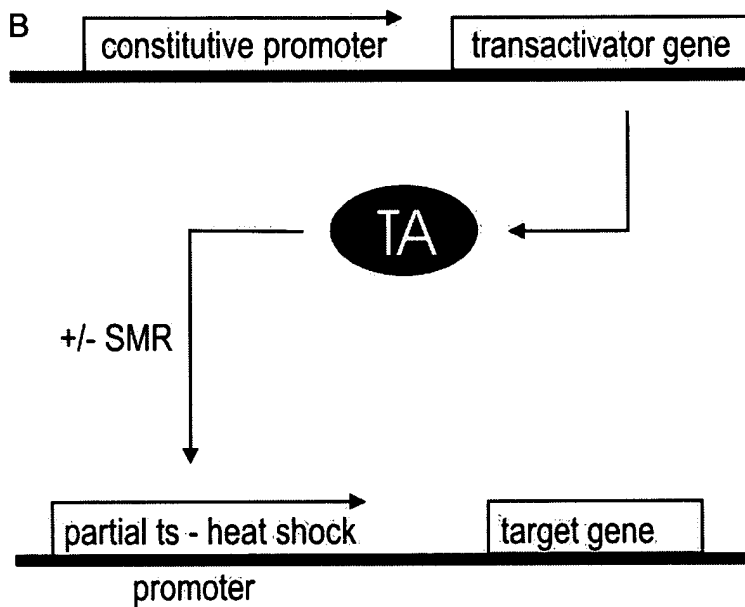 B
constitutive promoter transactivator gene
TA
+/- SMR
partial ts - heat shock target gene
promoter